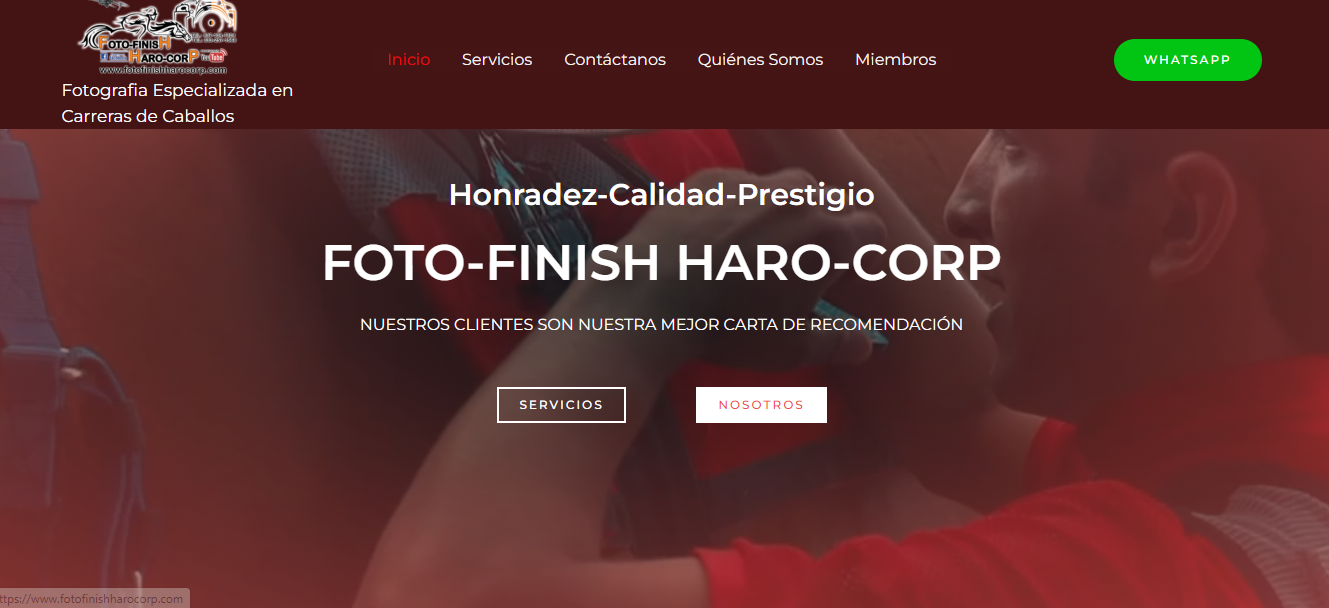 FOTO-FINISH
HARO-CORP
YouTube
www.fotofinishharocorp.com
Fotografia Especializada en
Carreras de Caballos
Inicio
Servicios
Contáctanos
Quiénes Somos
Miembros
WHATSAPP
Honradez-Calidad-Prestigio
FOTO-FINISH HARO-CORP
NUESTROS CLIENTES SON NUESTRA MEJOR CARTA DE RECOMENDACIÓN
SERVICIOS
NOSOTROS
ttps://www.fotofinishharocorp.com